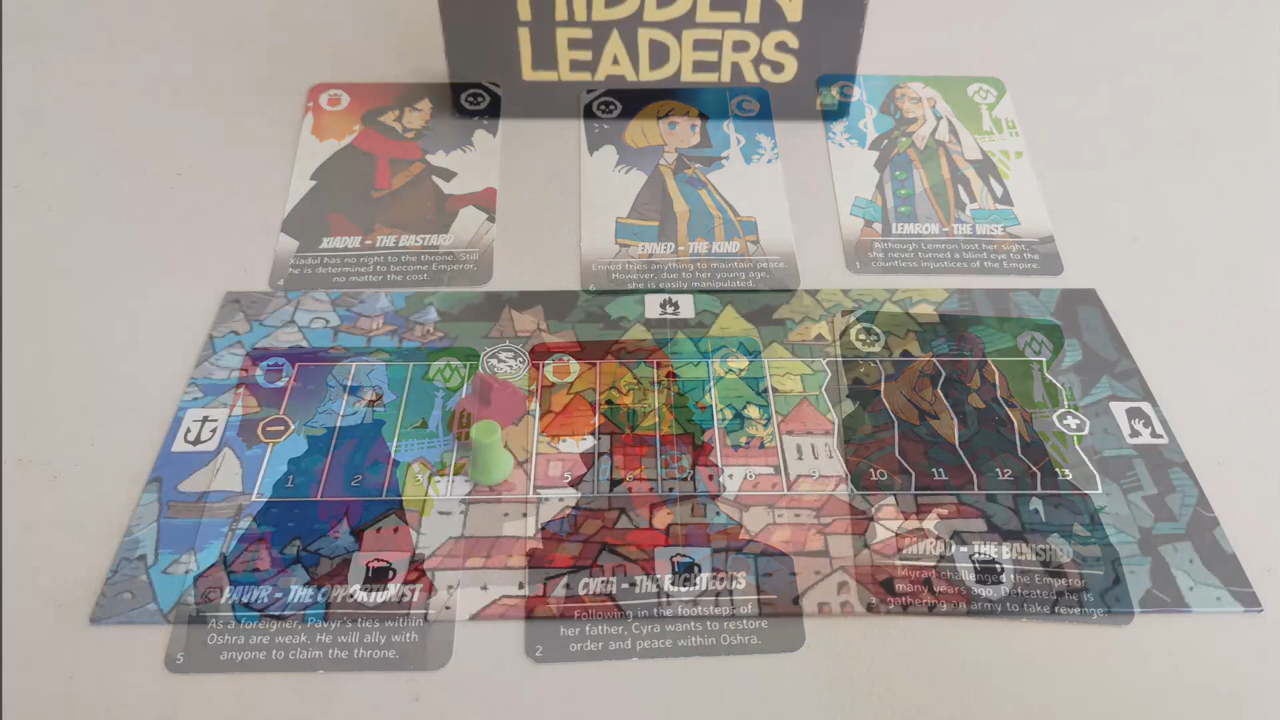 HIDDEN
LEADERS
XIADUL - THE BASTARD
Xiadul has no right to the throne. Still
he is determined to become Emperor,
no matter the cost.
4
ENNED - THE KIND
Enned tries anything to maintain peace.
However, due to her young age,
she is easily manipulated.
6
LEMRON - THE WISE
Although Lemron lost her sight,
she never turned a blind eye to the
countless injustices of the Empire.
1
1 2 3 5 6 7 8 9 10 11 12 13
PAVYR - THE OPPORTUNIST
As a foreigner, Pavyr's ties within
Oshra are weak. He will ally with
anyone to claim the throne.
5
CYRA - THE RIGHTEOUS
Following in the footsteps of
her father, Cyra wants to restore
order and peace within Oshra.
2
MYRAD - THE BANISHED
Myrad challenged the Emperor
many years ago. Defeated, he is
gathering an army to take revenge.
3